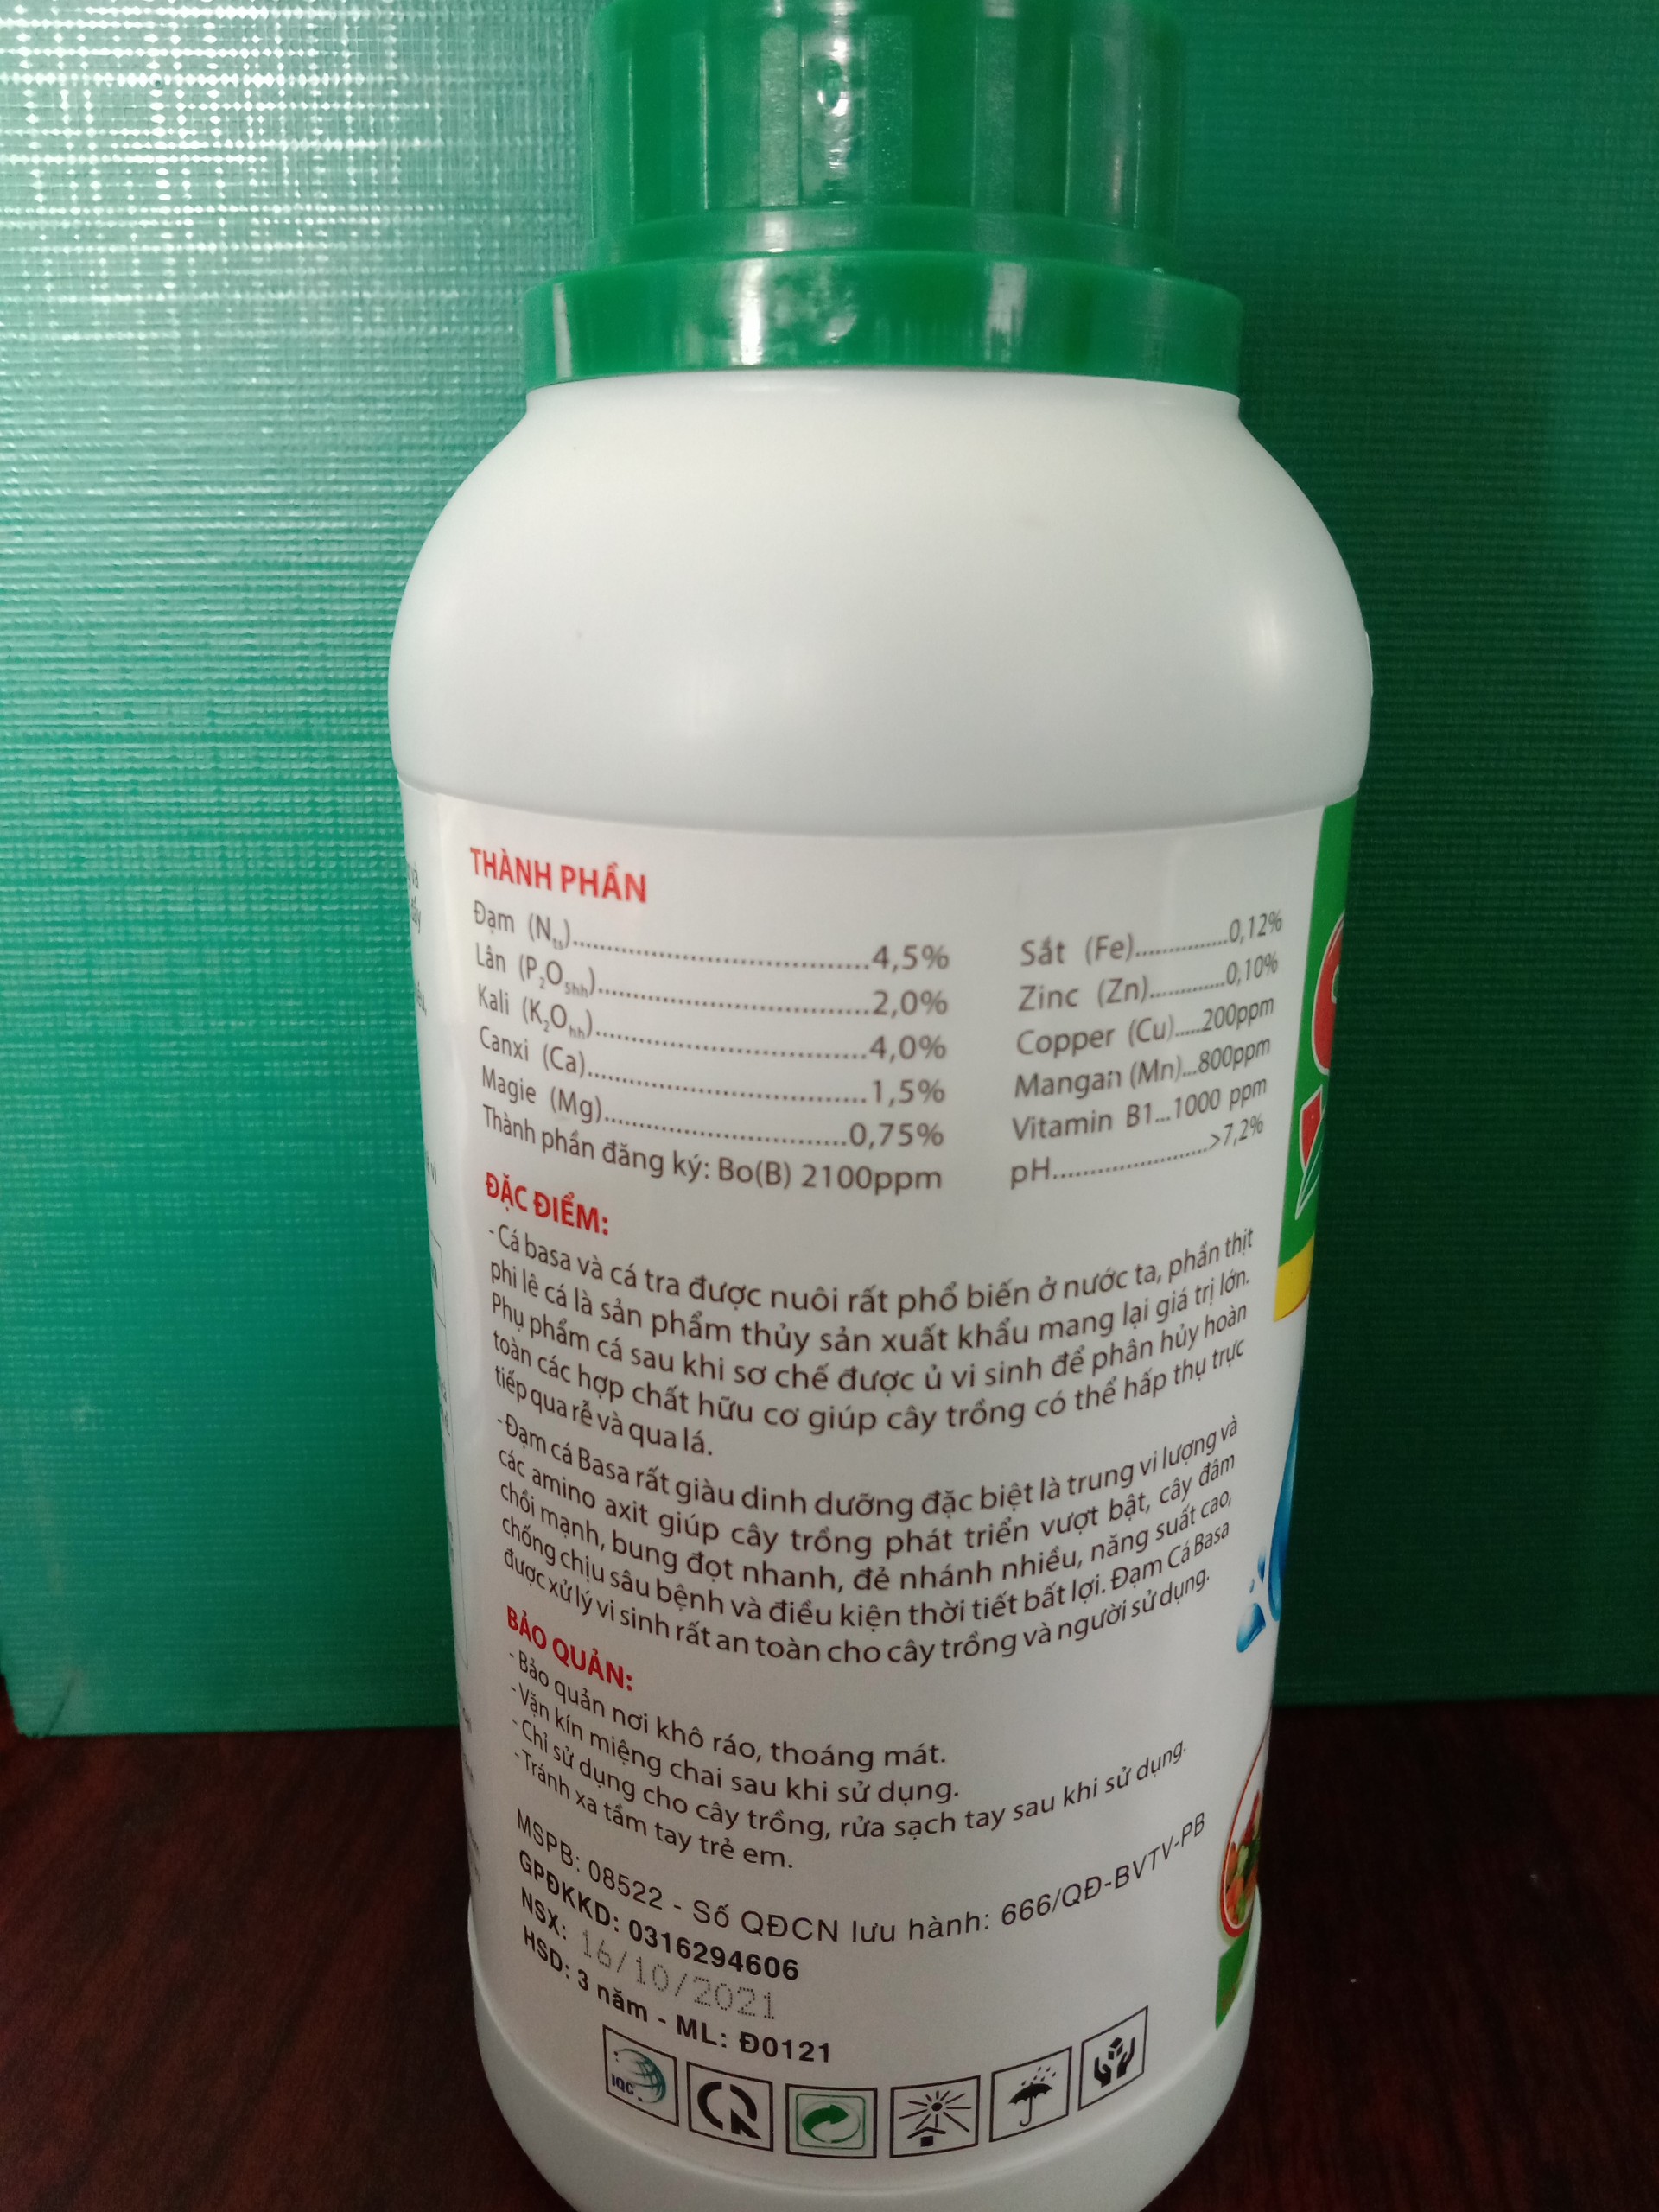 THÀNH PHẦN
Đạm (Nts)..........4,5%
Lân (P2O5hh)..........2,0%
Kali (K2Ohh)..........4,0%
Canxi (Ca)..........1,5%
Magie (Mg)..........0,75%
Thành phần đăng ký: Bo(B) 2100ppm
Sắt (Fe)..........0,12%
Zinc (Zn)..........0,10%
Copper (Cu).....200ppm
Mangan (Mn)...800ppm
Vitamin B1...1000 ppm
pH..........>7,2%
ĐẶC ĐIỂM:
- Cá basa và cá tra được nuôi rất phổ biến ở nước ta, phần thịt
phi lê cá là sản phẩm thủy sản xuất khẩu mang lại giá trị lớn.
Phụ phẩm cá sau khi sơ chế được ủ vi sinh để phân hủy hoàn
toàn các hợp chất hữu cơ giúp cây trồng có thể hấp thụ trực
tiếp qua rễ và qua lá.
- Đạm cá Basa rất giàu dinh dưỡng đặc biệt là trung vi lượng và
các amino axit giúp cây trồng phát triển vượt bật, cây đâm
chồi mạnh, bung đọt nhanh, đẻ nhánh nhiều, năng suất cao,
chống chịu sâu bệnh và điều kiện thời tiết bất lợi. Đạm Cá Basa
được xử lý vi sinh rất an toàn cho cây trồng và người sử dụng.
BẢO QUẢN:
- Bảo quản nơi khô ráo, thoáng mát.
- Vặn kín miệng chai sau khi sử dụng.
- Chỉ sử dụng cho cây trồng, rửa sạch tay sau khi sử dụng.
- Tránh xa tầm tay trẻ em.
MSPB: 08522 - Số QĐCN lưu hành: 666/QĐ-BVTV-PB
GPĐKKD: 0316294606
NSX: 16/10/2021
HSD: 3 năm - ML: Đ0121
IQC